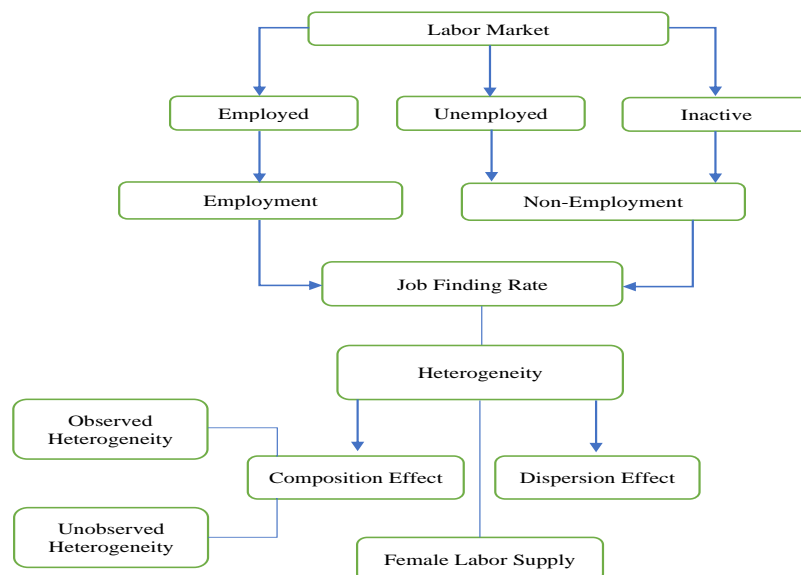 Labor Market
Employed
Unemployed
Inactive
Employment
Non-Employment
Job Finding Rate
Heterogeneity
Observed
Heterogeneity
Composition Effect
Dispersion Effect
Unobserved
Heterogeneity
Female Labor Supply